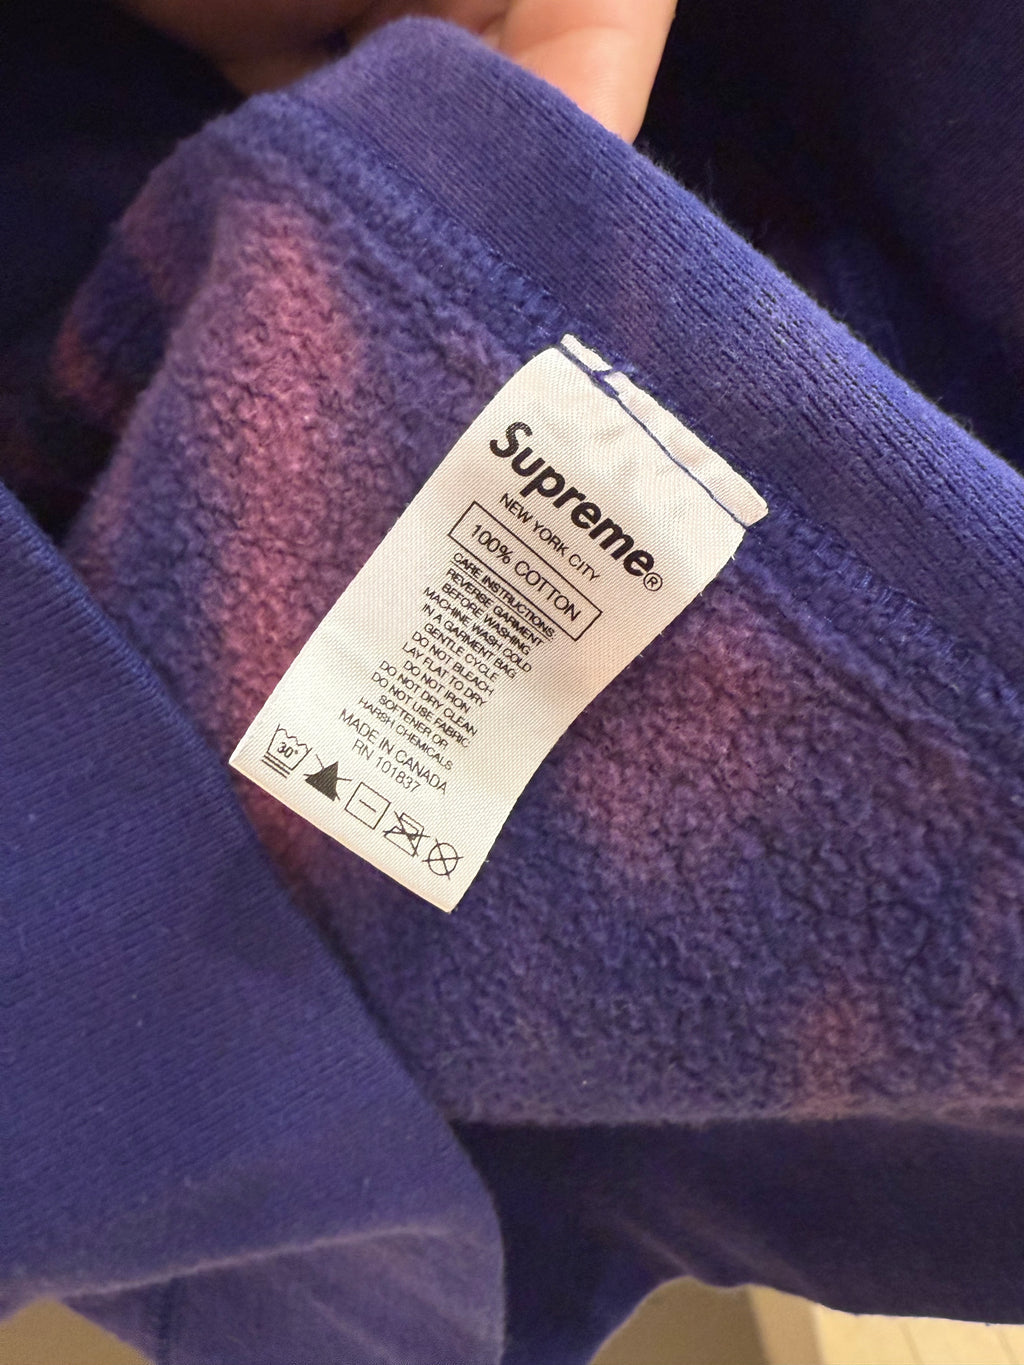 Supreme®
NEW YORK CITY
100% COTTON
CARE INSTRUCTIONS:
REVERSE GARMENT
BEFORE WASHING
MACHINE WASH COLD
IN A GARMENT BAG
GENTLE CYCLE
DO NOT BLEACH
LAY FLAT TO DRY
DO NOT IRON
DO NOT DRY CLEAN
DO NOT USE FABRIC
SOFTENER OR
HARSH CHEMICALS
MADE IN CANADA
RN 101837
30°